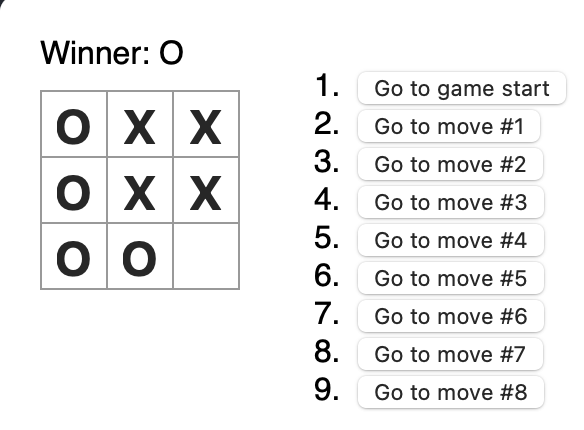 Winner: O
O X X
O X X
O O
1. Go to game start
2. Go to move #1
3. Go to move #2
4. Go to move #3
5. Go to move #4
6. Go to move #5
7. Go to move #6
8. Go to move #7
9. Go to move #8